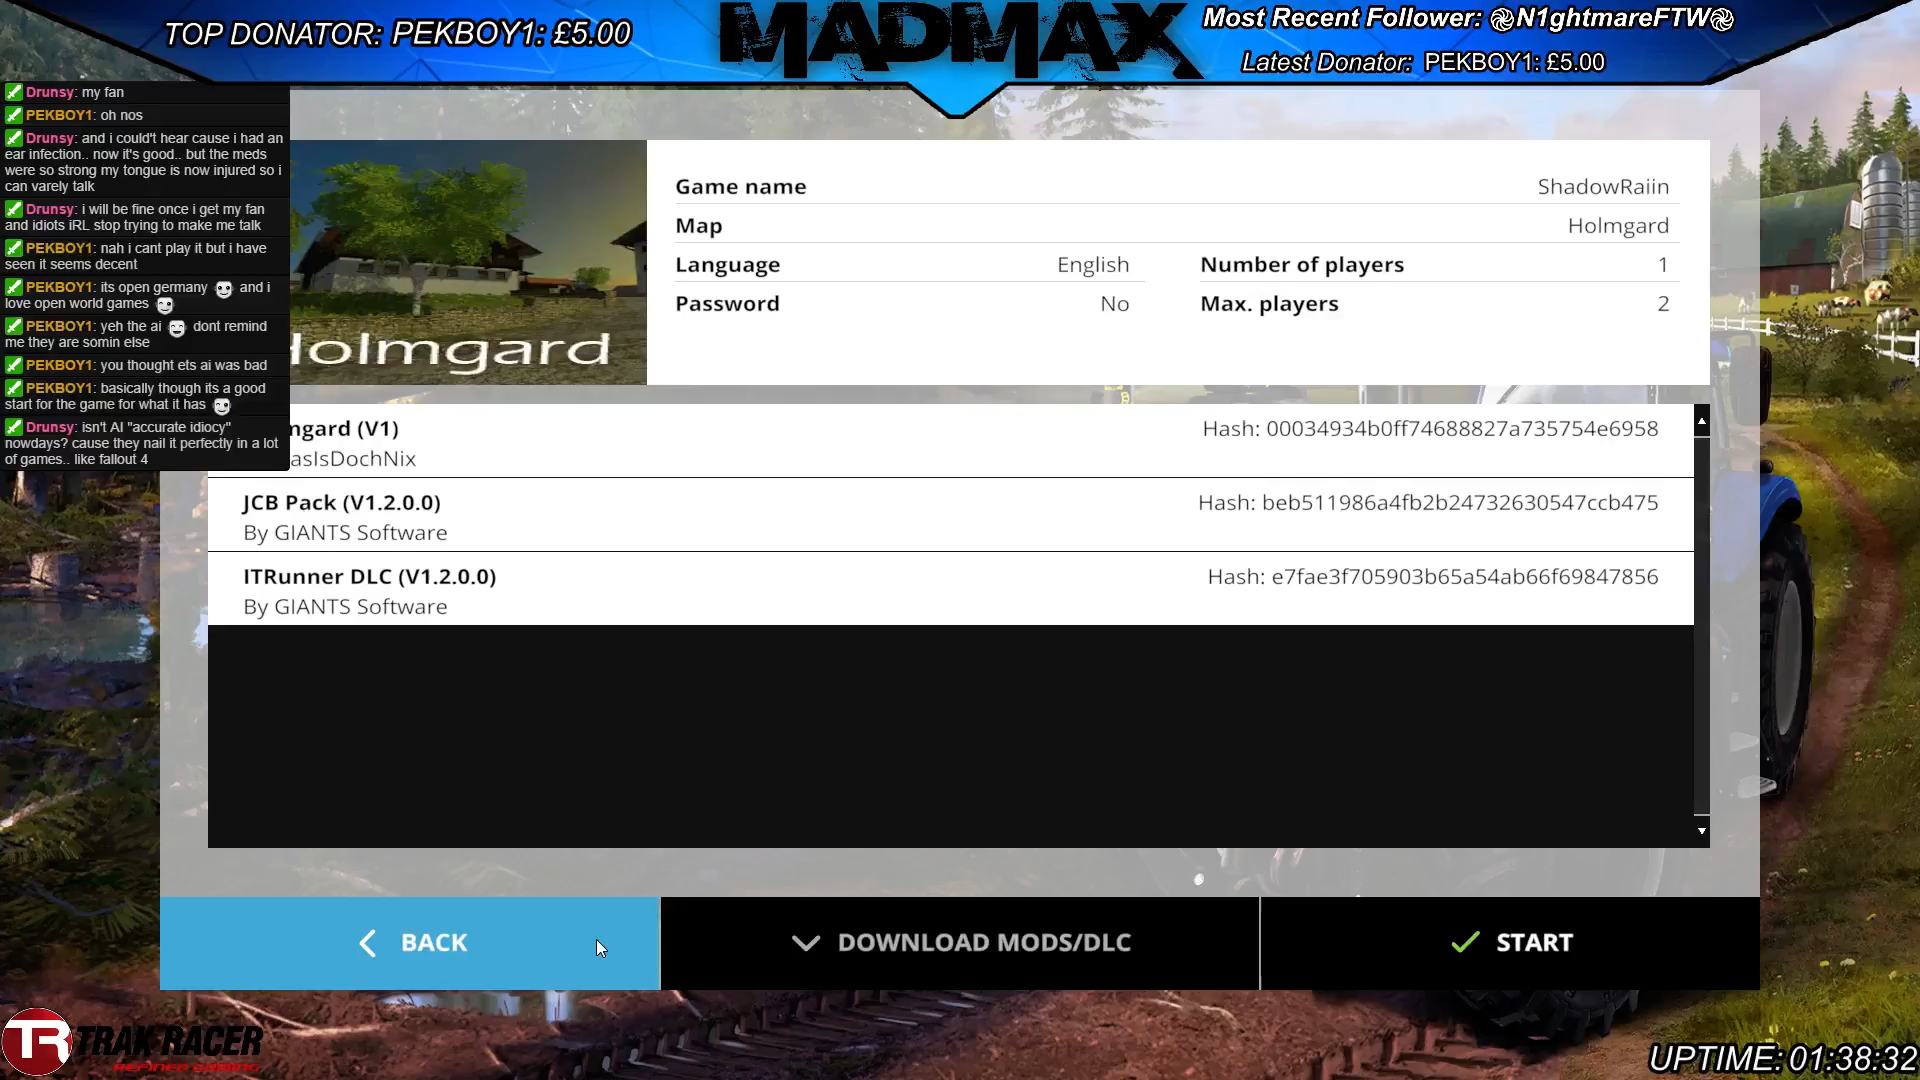 TOP DONATOR: PEKBOY1: £5.00
MADMAX
Most Recent Follower: N1ghtmareFTW
Latest Donator: PEKBOY1: £5.00
Drunsy: my fan
PEKBOY1: oh nos
Drunsy: and i could't hear cause i had an
ear infection.. now it's good.. but the meds
were so strong my tongue is now injured so i
can varely talk
Drunsy: i will be fine once i get my fan
and idiots iRL stop trying to make me talk
PEKBOY1: nah i cant play it but i have
seen it seems decent
PEKBOY1: its open germany and i
love open world games
PEKBOY1: yeh the ai dont remind
me they are somin else
PEKBOY1: you thought ets ai was bad
PEKBOY1: basically though its a good
start for the game for what it has
Drunsy: isn't AI "accurate idiocy"
nowdays? cause they nail it perfectly in a lot
of games.. like fallout 4
olmgard
Game name ShadowRaiin
Map Holmgard
Language English Number of players 1
Password No Max. players 2
mgard (V1) Hash: 00034934b0ff74688827a735754e6958
asIsDochNix
JCB Pack (V1.2.0.0) Hash: beb511986a4fb2b24732630547ccb475
By GIANTS Software
ITRunner DLC (V1.2.0.0) Hash: e7fae3f705903b65a54ab66f69847856
By GIANTS Software
BACK DOWNLOAD MODS/DLC START
TR TRAK RACER
REFINED GAMING
UPTIME: 01:38:32